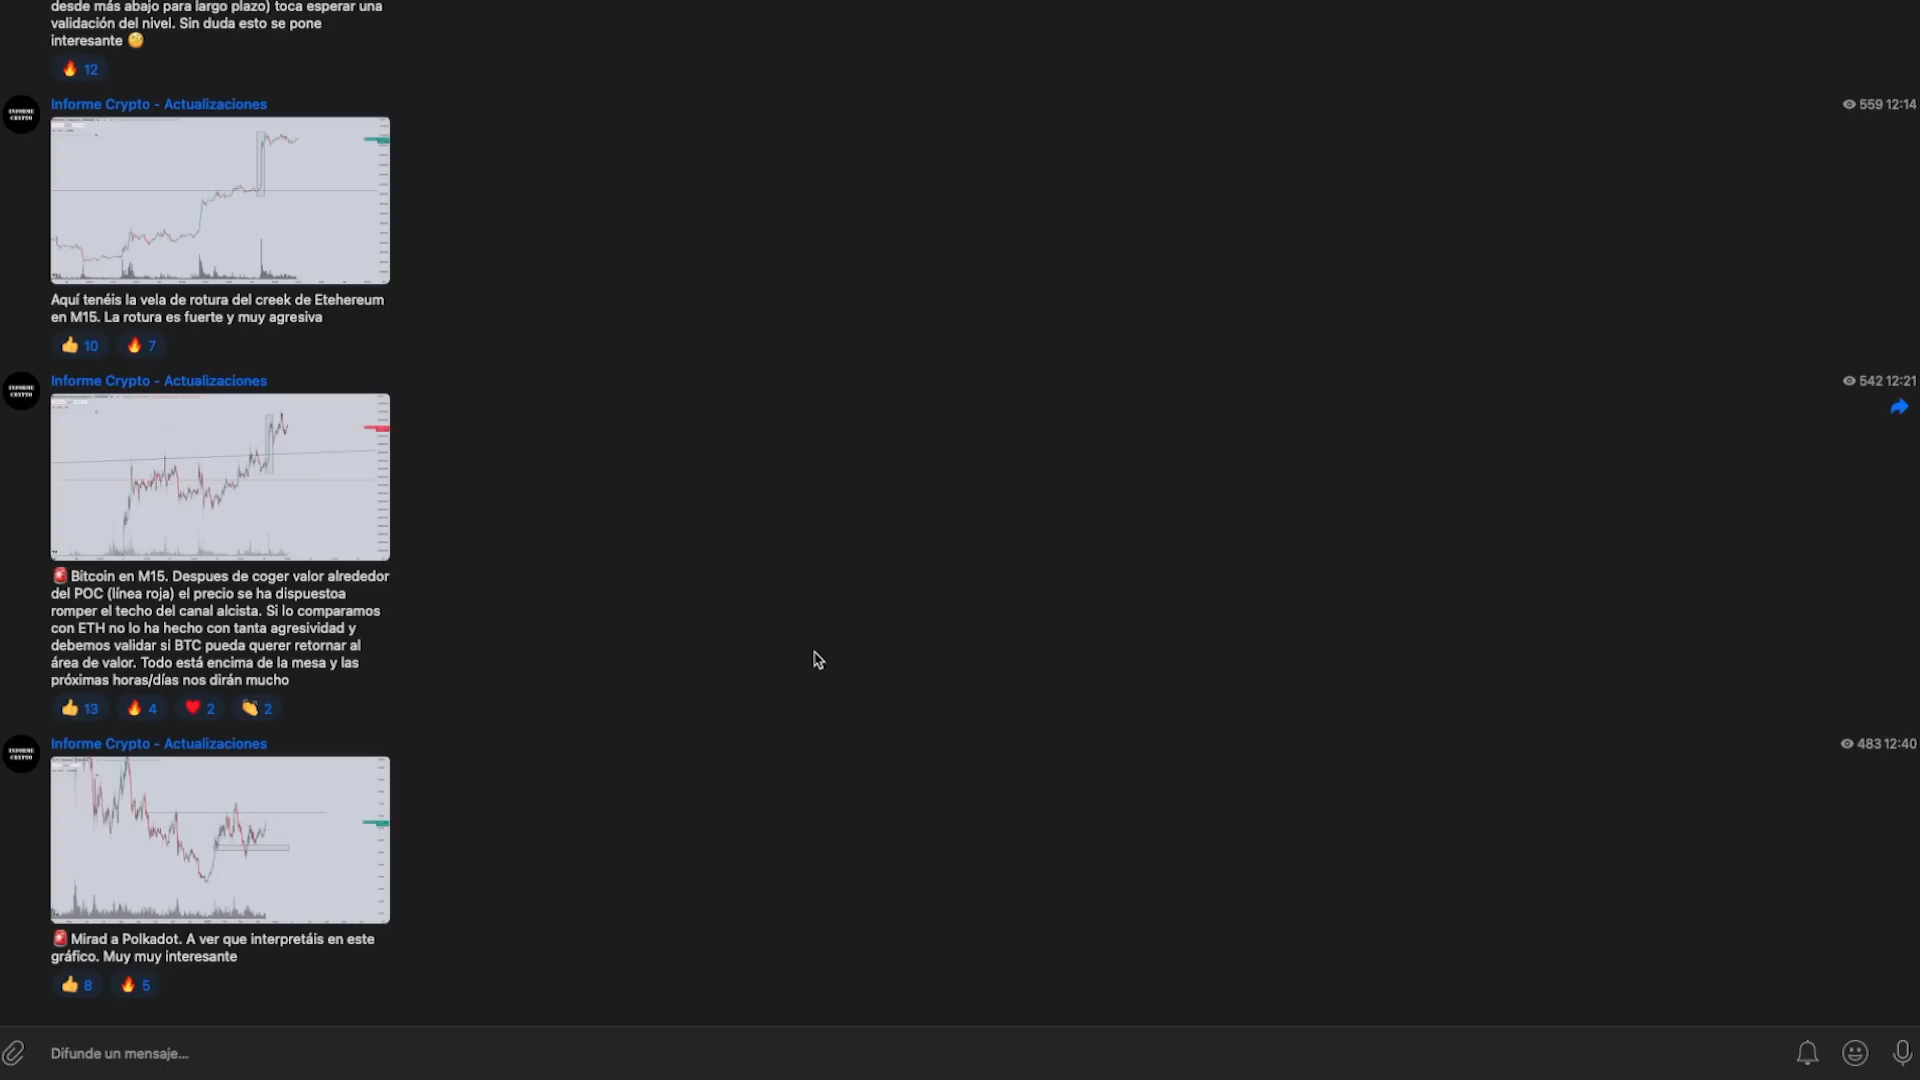 desde más abajo para largo plazo) toca esperar una
validación del nivel. Sin duda esto se pone
interesante 🧐
🔥 12
INFORME
CRYPTO
Informe Crypto - Actualizaciones
559 12:14
Aquí tenéis la vela de rotura del creek de Etehereum
en M15. La rotura es fuerte y muy agresiva
👍 10 🔥 7
INFORME
CRYPTO
Informe Crypto - Actualizaciones
542 12:21
🚨 Bitcoin en M15. Despues de coger valor alrededor
del POC (línea roja) el precio se ha dispuestoa
romper el techo del canal alcista. Si lo comparamos
con ETH no lo ha hecho con tanta agresividad y
debemos validar si BTC pueda querer retornar al
área de valor. Todo está encima de la mesa y las
próximas horas/días nos dirán mucho
👍 13 🔥 4 ❤️ 2 👏 2
INFORME
CRYPTO
Informe Crypto - Actualizaciones
483 12:40
🚨 Mirad a Polkadot. A ver que interpretáis en este
gráfico. Muy muy interesante
👍 8 🔥 5
Difunde un mensaje...